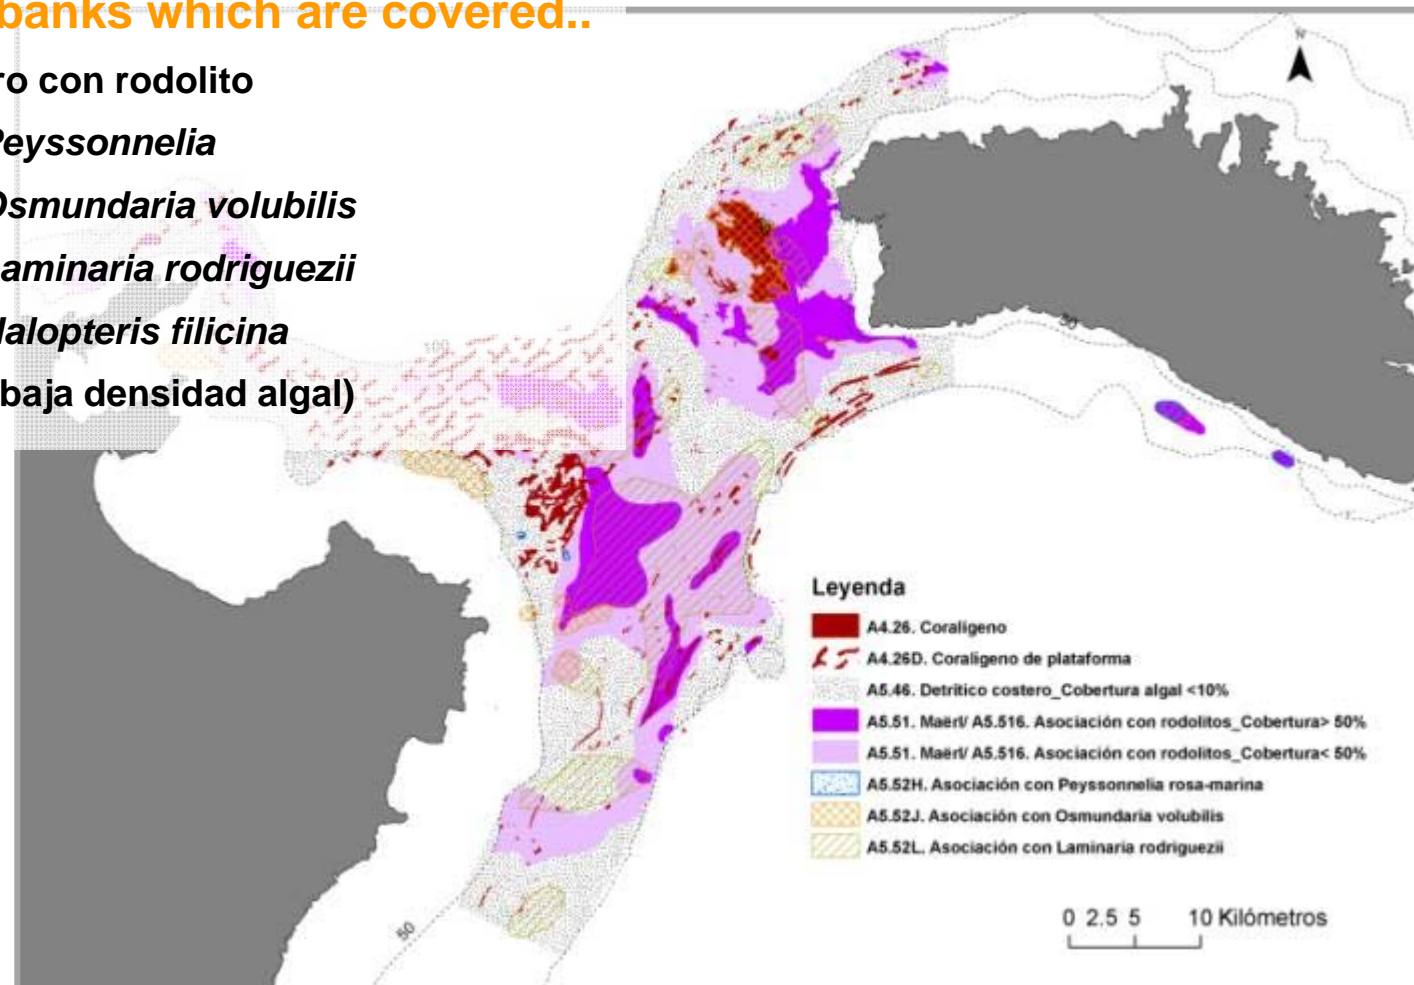 banks which are covered..
ro con rodolito
Peyssonnelia
Osmundaria volubilis
Laminaria rodriguezii
Halopteris filicina
baja densidad algal)
N
50
50
Leyenda
A4.26. Coralígeno
A4.26D. Coralígeno de plataforma
A5.46. Detrítico costero_Cobertura algal <10%
A5.51. Maërl/ A5.516. Asociación con rodolitos_Cobertura> 50%
A5.51. Maërl/ A5.516. Asociación con rodolitos_Cobertura< 50%
A5.52H. Asociación con Peyssonnelia rosa-marina
A5.52J. Asociación con Osmundaria volubilis
A5.52L. Asociación con Laminaria rodriguezii
0 2.5 5 10 Kilómetros